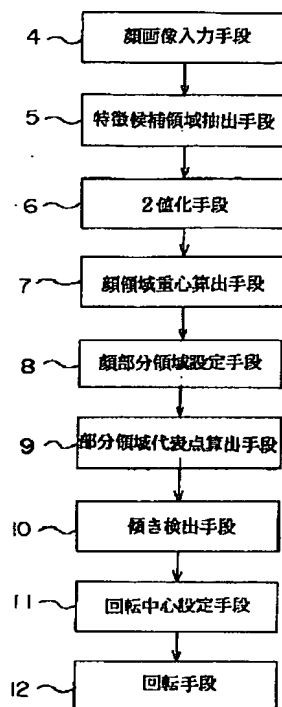 4 顔画像入力手段
5 特徴候補領域抽出手段
6 2値化手段
7 顔領域重心算出手段
8 顔部分領域設定手段
9 部分領域代表点算出手段
10 傾き検出手段
11 回転中心設定手段
12 回転手段